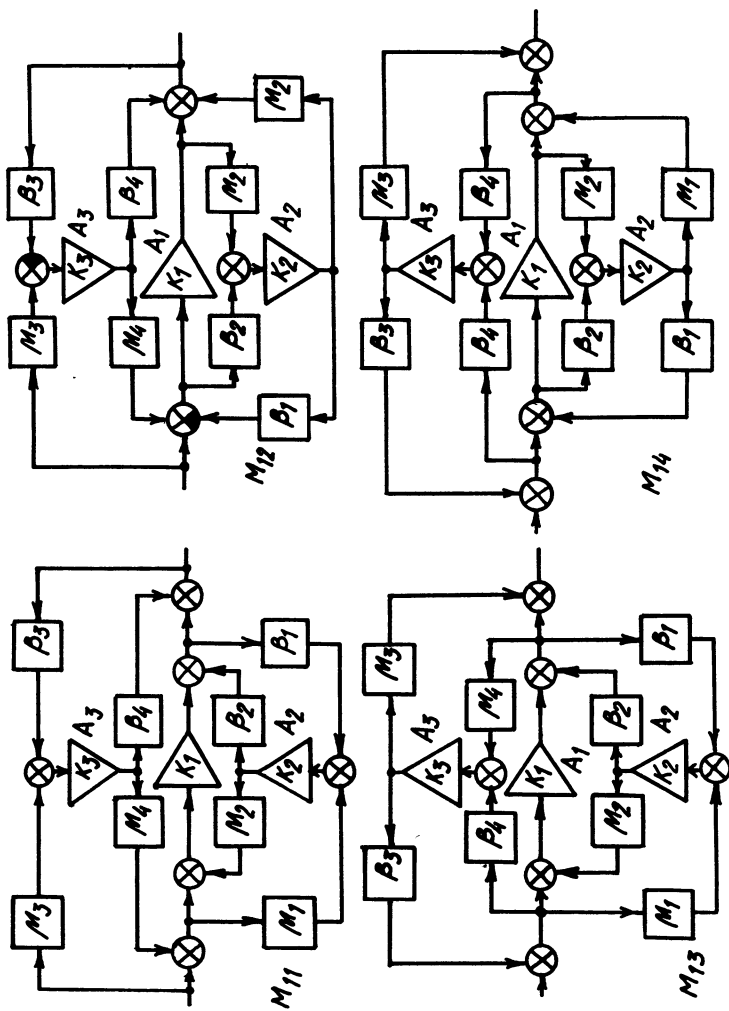 M₃
β₃
K₃
A₃
M₄
β₄
K₁
M₂
β₂
K₂
A₂
M₁
β₁
M₁₁
M₃
β₃
K₃
A₃
M₄
β₄
K₁
A₁
β₂
M₂
K₂
A₂
β₁
M₂
M₁₂
β₃
M₃
K₃
A₃
β₄
M₄
K₁
A₁
M₂
β₂
K₂
A₂
M₁
β₁
M₁₃
β₃
M₃
K₃
A₃
β₄
β₄
K₁
A₁
β₂
M₂
K₂
A₂
β₁
M₁
M₁₄